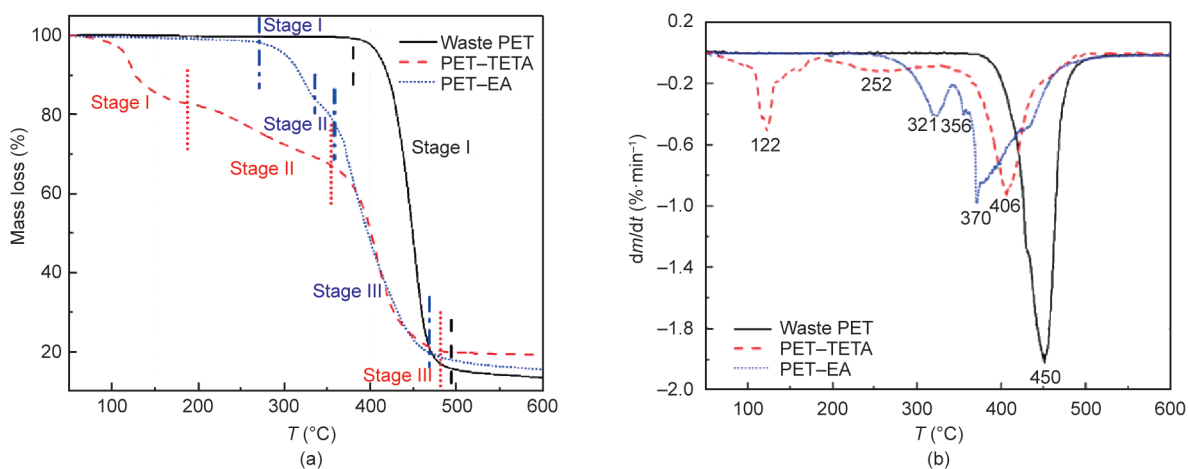 100
80
60
40
20
Mass loss (%)
Stage I
Stage I
Stage II
Stage II
Stage I
Stage III
Stage III
Waste PET
PET–TETA
PET–EA
100
200
300
400
500
600
T (°C)
(a)
0.2
−0.2
−0.6
−1.0
−1.4
−1.8
−2.0
dm/dt (%·min⁻¹)
252
122
321
356
370
406
450
Waste PET
PET–TETA
PET–EA
100
200
300
400
500
600
T (°C)
(b)